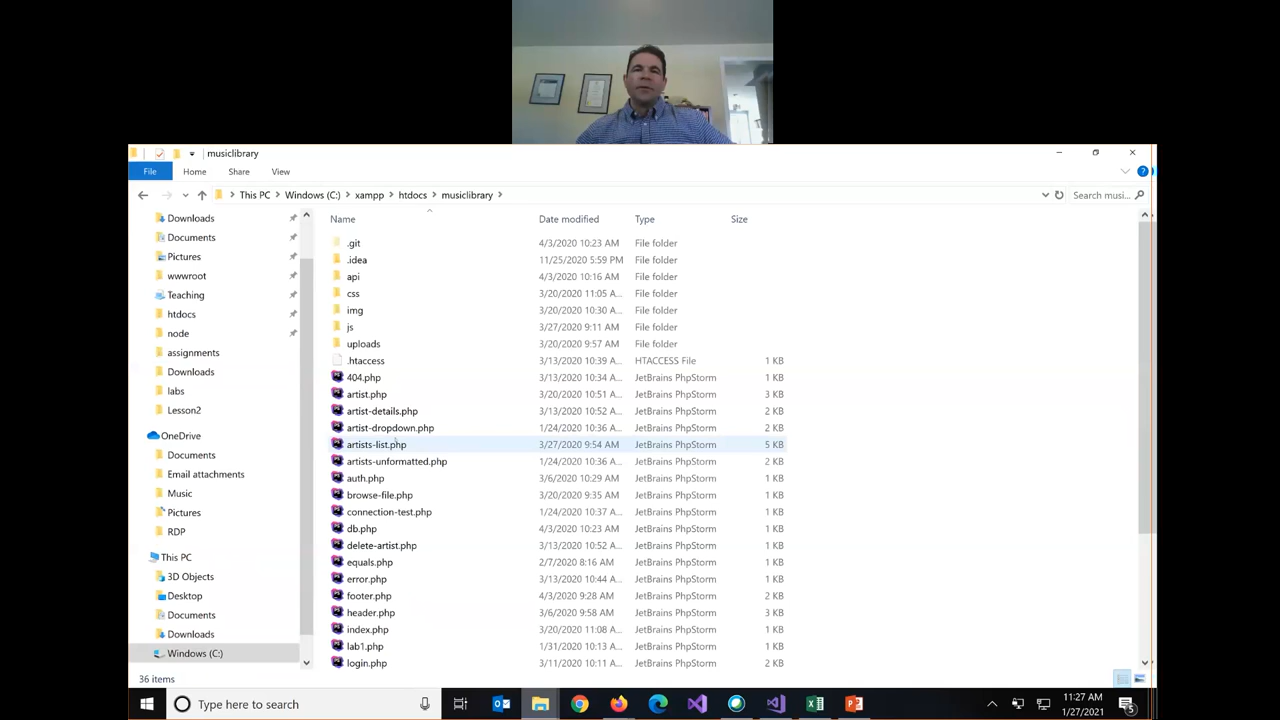 musiclibrary
File Home Share View
This PC Windows (C:) xampp htdocs musiclibrary Search musi...
Name Date modified Type Size
Downloads
Documents
Pictures
wwwroot
Teaching
htdocs
node
assignments
Downloads
labs
Lesson2
OneDrive
Documents
Email attachments
Music
Pictures
RDP
This PC
3D Objects
Desktop
Documents
Downloads
Windows (C:)
.git 4/3/2020 10:23 AM File folder
.idea 11/25/2020 5:59 PM File folder
api 4/3/2020 10:16 AM File folder
css 3/20/2020 11:05 A... File folder
img 3/20/2020 10:30 A... File folder
js 3/27/2020 9:11 AM File folder
uploads 3/20/2020 9:57 AM File folder
.htaccess 3/13/2020 10:39 A... HTACCESS File 1 KB
404.php 3/13/2020 10:34 A... JetBrains PhpStorm 1 KB
artist.php 3/20/2020 10:51 A... JetBrains PhpStorm 3 KB
artist-details.php 3/13/2020 10:52 A... JetBrains PhpStorm 2 KB
artist-dropdown.php 1/24/2020 10:36 A... JetBrains PhpStorm 2 KB
artists-list.php 3/27/2020 9:54 AM JetBrains PhpStorm 5 KB
artists-unformatted.php 1/24/2020 10:36 A... JetBrains PhpStorm 2 KB
auth.php 3/6/2020 10:29 AM JetBrains PhpStorm 1 KB
browse-file.php 3/20/2020 9:35 AM JetBrains PhpStorm 1 KB
connection-test.php 1/24/2020 10:37 A... JetBrains PhpStorm 1 KB
db.php 4/3/2020 10:23 AM JetBrains PhpStorm 1 KB
delete-artist.php 3/13/2020 10:52 A... JetBrains PhpStorm 1 KB
equals.php 2/7/2020 8:16 AM JetBrains PhpStorm 1 KB
error.php 3/13/2020 10:44 A... JetBrains PhpStorm 1 KB
footer.php 4/3/2020 9:28 AM JetBrains PhpStorm 1 KB
header.php 3/6/2020 9:58 AM JetBrains PhpStorm 3 KB
index.php 3/20/2020 11:08 A... JetBrains PhpStorm 1 KB
lab1.php 1/31/2020 10:13 A... JetBrains PhpStorm 1 KB
login.php 3/11/2020 10:11 A... JetBrains PhpStorm 2 KB
36 items
Type here to search
11:27 AM
1/27/2021
5